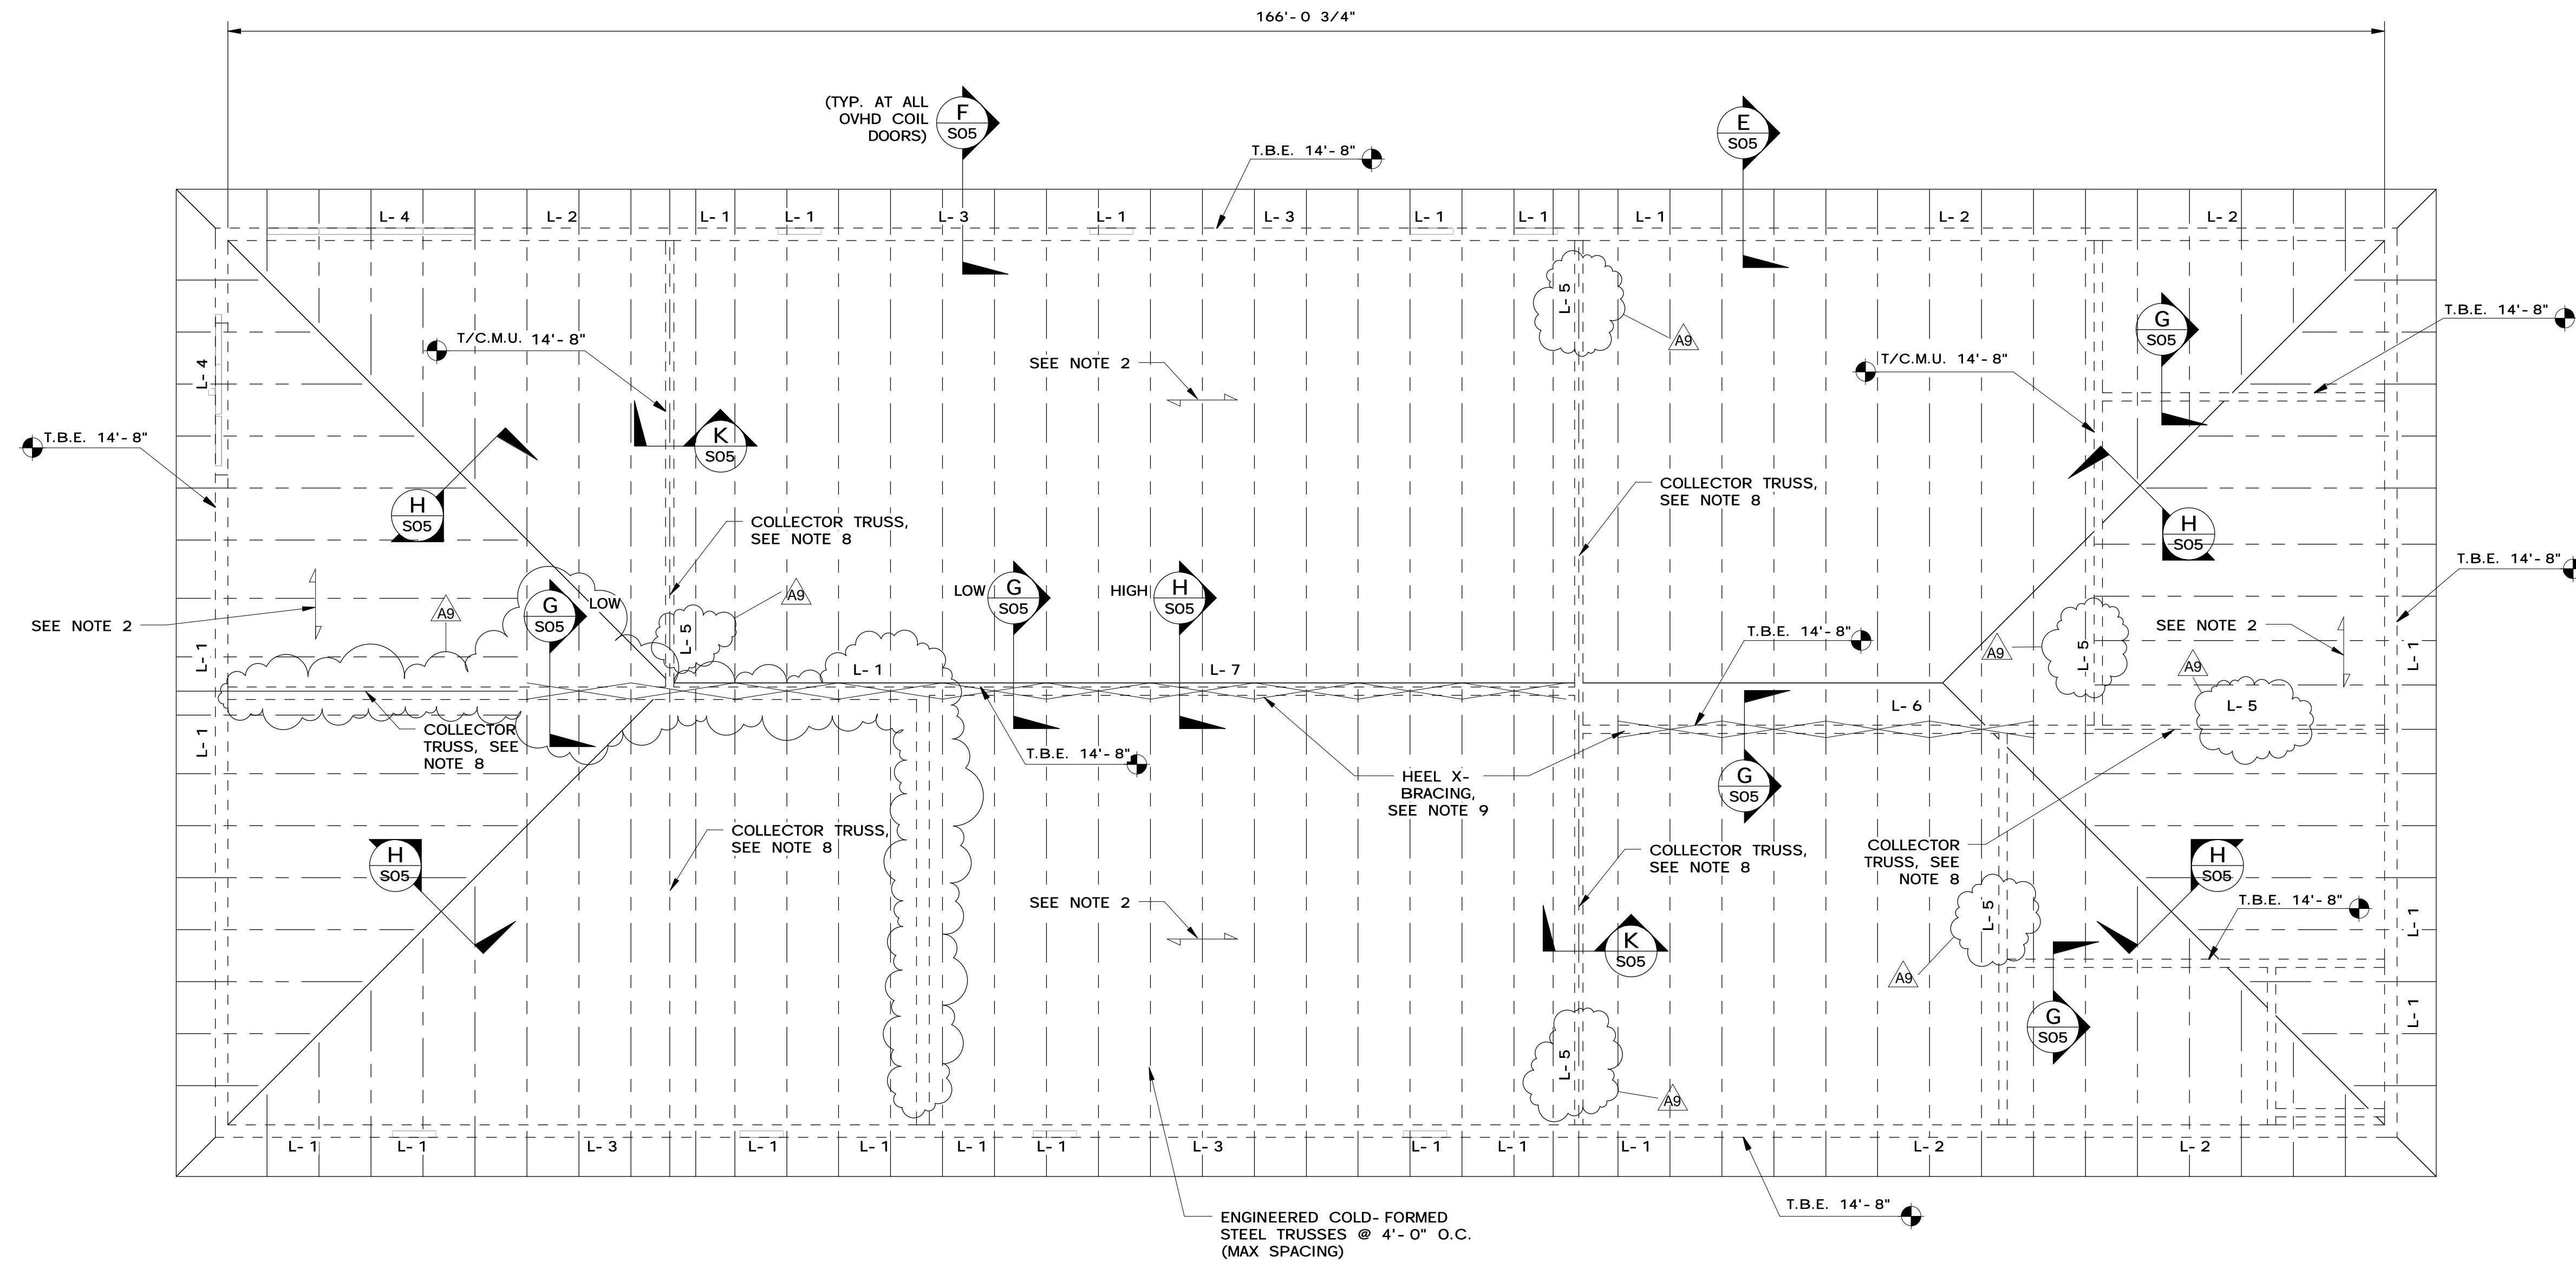 166'-0 3/4"
(TYP. AT ALL
OVHD COIL
DOORS)
F
S05
E
S05
T.B.E. 14'-8"
L-4
L-2
L-1
L-1
L-3
L-1
L-3
L-1
L-1
L-1
L-2
L-2
L-5
A9
G
S05
T.B.E. 14'-8"
T/C.M.U. 14'-8"
SEE NOTE 2
T/C.M.U. 14'-8"
L-4
K
S05
T.B.E. 14'-8"
H
S05
COLLECTOR TRUSS,
SEE NOTE 8
COLLECTOR TRUSS,
SEE NOTE 8
H
S05
T.B.E. 14'-8"
SEE NOTE 2
A9
G
S05
LOW
A9
L-5
LOW
G
S05
HIGH
H
S05
T.B.E. 14'-8"
A9
L-5
SEE NOTE 2
A9
L-1
L-1
L-7
L-1
L-6
L-5
L-1
COLLECTOR
TRUSS, SEE
NOTE 8
T.B.E. 14'-8"
HEEL X-
BRACING,
SEE NOTE 9
G
S05
H
S05
COLLECTOR TRUSS,
SEE NOTE 8
COLLECTOR TRUSS,
SEE NOTE 8
COLLECTOR
TRUSS, SEE
NOTE 8
H
S05
SEE NOTE 2
K
S05
L-5
A9
T.B.E. 14'-8"
L-1
G
S05
L-1
L-5
A9
L-1
L-1
L-3
L-1
L-1
L-1
L-1
L-3
L-1
L-1
L-1
L-2
L-2
T.B.E. 14'-8"
ENGINEERED COLD-FORMED
STEEL TRUSSES @ 4'-0" O.C.
(MAX SPACING)